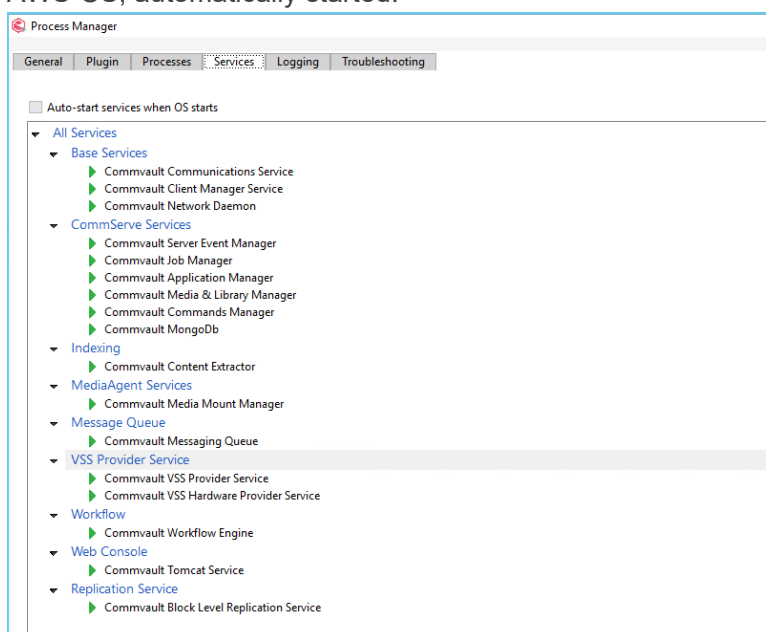 AWS US, automatically started.
Process Manager
General Plugin Processes Services Logging Troubleshooting
Auto-start services when OS starts
All Services
Base Services
Commvault Communications Service
Commvault Client Manager Service
Commvault Network Daemon
CommServe Services
Commvault Server Event Manager
Commvault Job Manager
Commvault Application Manager
Commvault Media & Library Manager
Commvault Commands Manager
Commvault MongoDb
Indexing
Commvault Content Extractor
MediaAgent Services
Commvault Media Mount Manager
Message Queue
Commvault Messaging Queue
VSS Provider Service
Commvault VSS Provider Service
Commvault VSS Hardware Provider Service
Workflow
Commvault Workflow Engine
Web Console
Commvault Tomcat Service
Replication Service
Commvault Block Level Replication Service